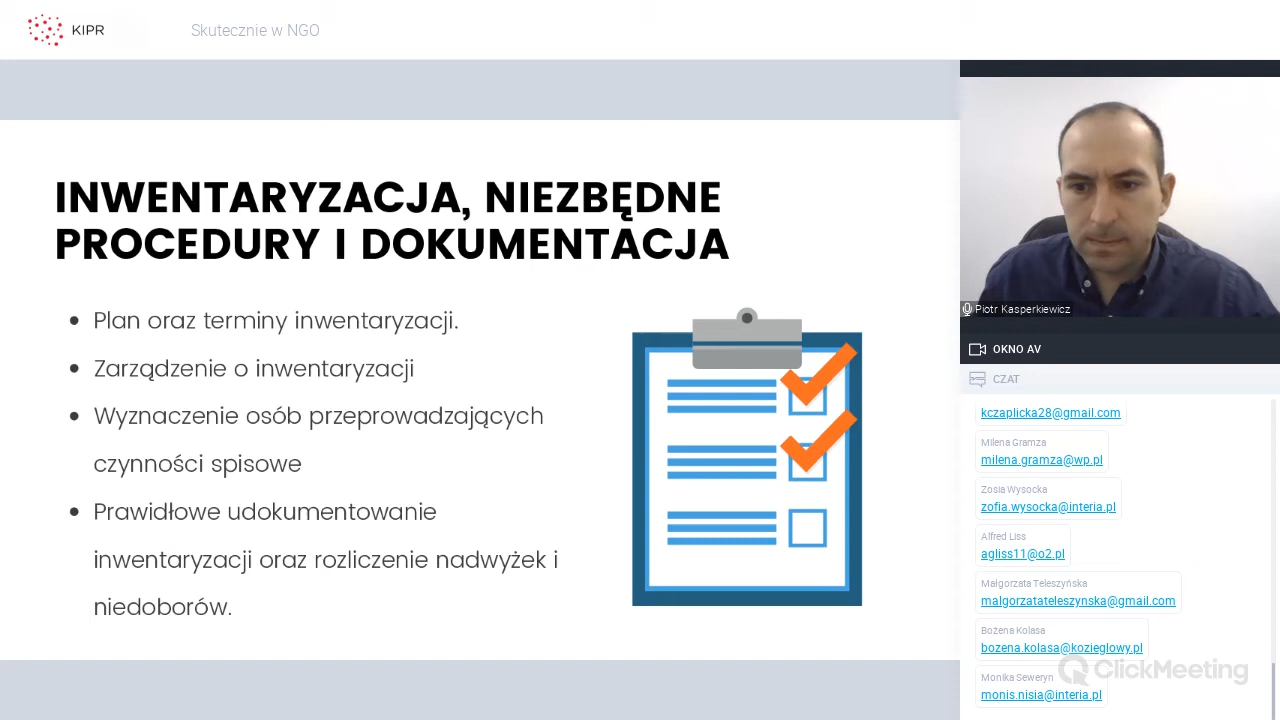 KIPR
Skutecznie w NGO
INWENTARYZACJA, NIEZBĘDNE
PROCEDURY I DOKUMENTACJA
Plan oraz terminy inwentaryzacji.
Zarządzenie o inwentaryzacji
Wyznaczenie osób przeprowadzających
czynności spisowe
Prawidłowe udokumentowanie
inwentaryzacji oraz rozliczenie nadwyżek i
niedoborów.
Piotr Kasperkiewicz
OKNO AV
CZAT
kczaplicka28@gmail.com
Milena Gramza
milena.gramza@wp.pl
Zosia Wysocka
zofia.wysocka@interia.pl
Alfred Liss
agliss11@o2.pl
Małgorzata Teleszyńska
malgorzatateleszynska@gmail.com
Bożena Kolasa
bozena.kolasa@kozieglowy.pl
Monika Seweryn
monis.nisia@interia.pl
ClickMeeting